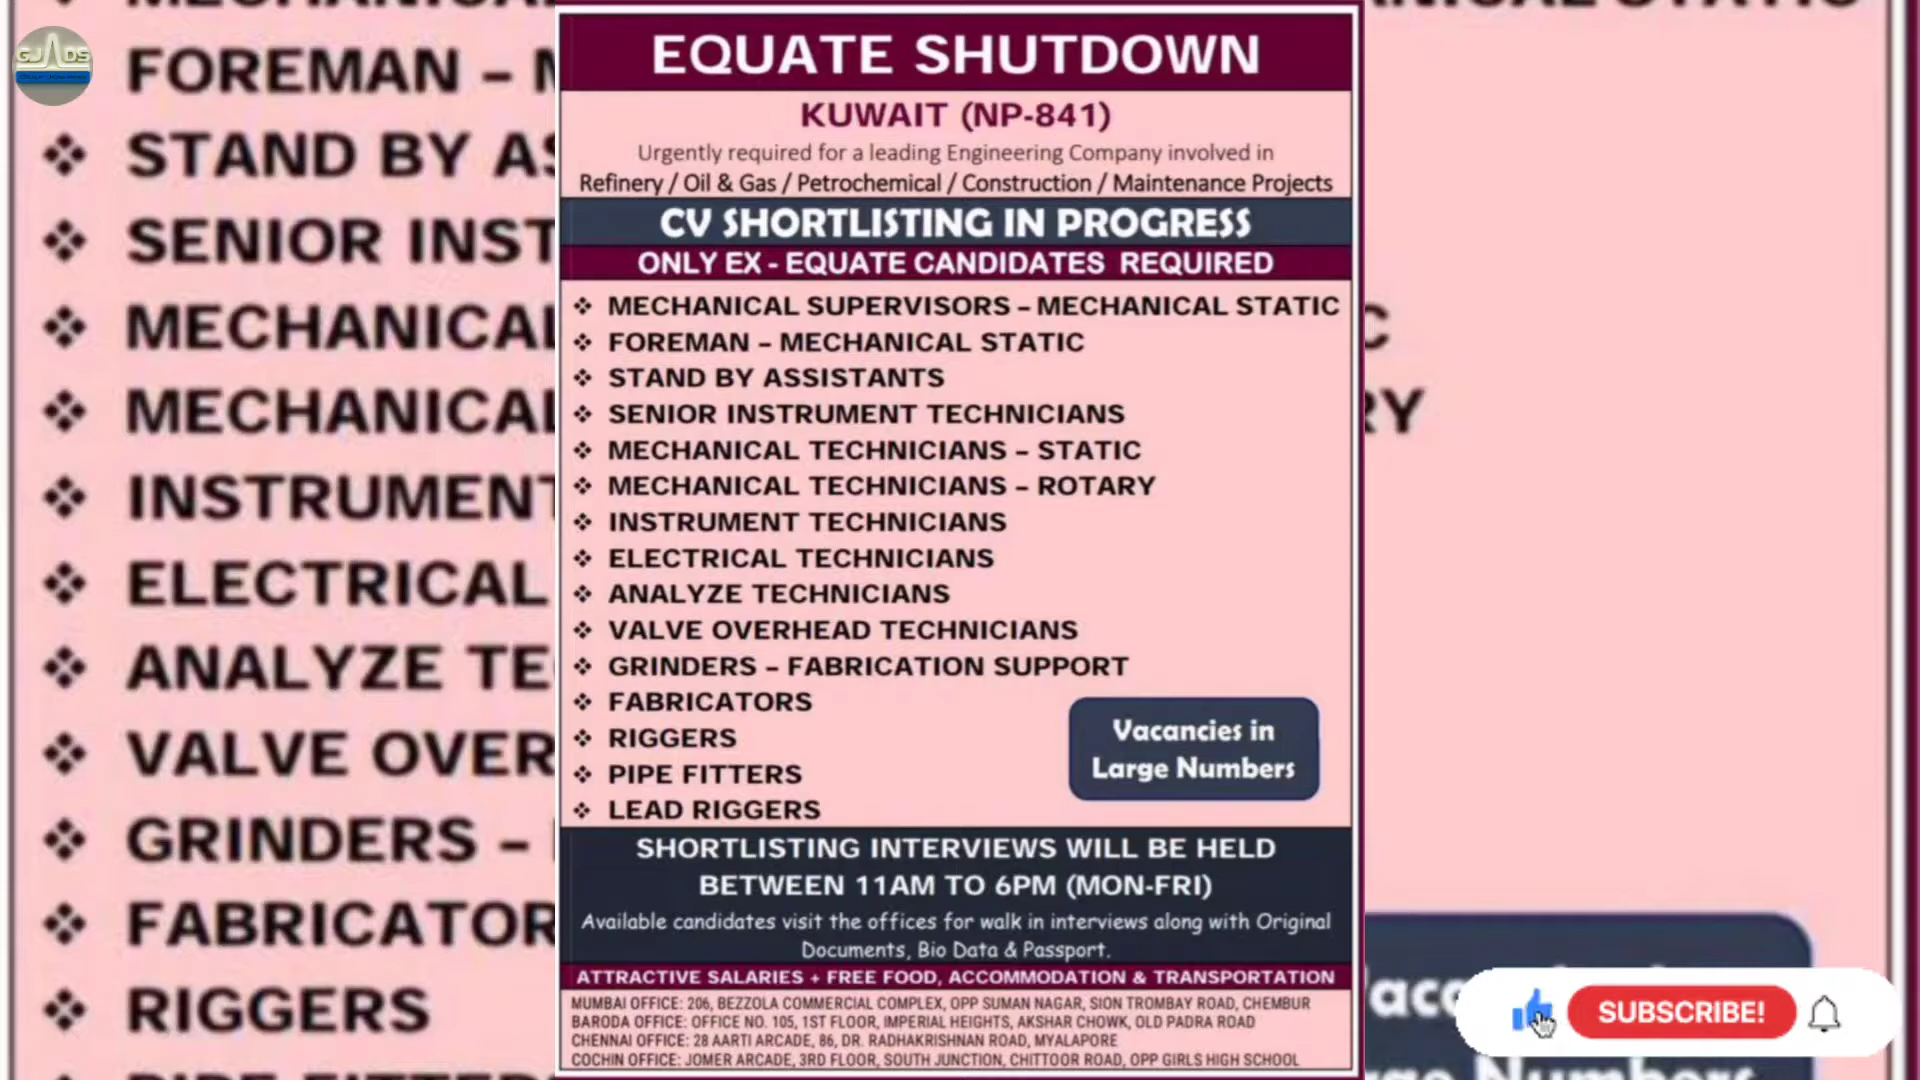 GJADS
EQUATE SHUTDOWN
KUWAIT (NP-841)
Urgently required for a leading Engineering Company involved in
Refinery / Oil & Gas / Petrochemical / Construction / Maintenance Projects
CV SHORTLISTING IN PROGRESS
ONLY EX - EQUATE CANDIDATES REQUIRED
❖ MECHANICAL SUPERVISORS – MECHANICAL STATIC
❖ FOREMAN – MECHANICAL STATIC
❖ STAND BY ASSISTANTS
❖ SENIOR INSTRUMENT TECHNICIANS
❖ MECHANICAL TECHNICIANS – STATIC
❖ MECHANICAL TECHNICIANS – ROTARY
❖ INSTRUMENT TECHNICIANS
❖ ELECTRICAL TECHNICIANS
❖ ANALYZE TECHNICIANS
❖ VALVE OVERHEAD TECHNICIANS
❖ GRINDERS – FABRICATION SUPPORT
❖ FABRICATORS
❖ RIGGERS
❖ PIPE FITTERS
❖ LEAD RIGGERS
Vacancies in
Large Numbers
SHORTLISTING INTERVIEWS WILL BE HELD
BETWEEN 11AM TO 6PM (MON-FRI)
Available candidates visit the offices for walk in interviews along with Original
Documents, Bio Data & Passport.
ATTRACTIVE SALARIES + FREE FOOD, ACCOMMODATION & TRANSPORTATION
MUMBAI OFFICE: 206, BEZZOLA COMMERCIAL COMPLEX, OPP SUMAN NAGAR, SION TROMBAY ROAD, CHEMBUR
BARODA OFFICE: OFFICE NO. 105, 1ST FLOOR, IMPERIAL HEIGHTS, AKSHAR CHOWK, OLD PADRA ROAD
CHENNAI OFFICE: 28 AARTI ARCADE, 86, DR. RADHAKRISHNAN ROAD, MYALAPORE
COCHIN OFFICE: JOMER ARCADE, 3RD FLOOR, SOUTH JUNCTION, CHITTOOR ROAD, OPP GIRLS HIGH SCHOOL
FOREMAN –
❖ STAND BY AS
❖ SENIOR INST
❖ MECHANICAL
❖ MECHANICAL
❖ INSTRUMENT
❖ ELECTRICAL
❖ ANALYZE TE
❖ VALVE OVER
❖ GRINDERS –
❖ FABRICATOR
❖ RIGGERS
SUBSCRIBE!